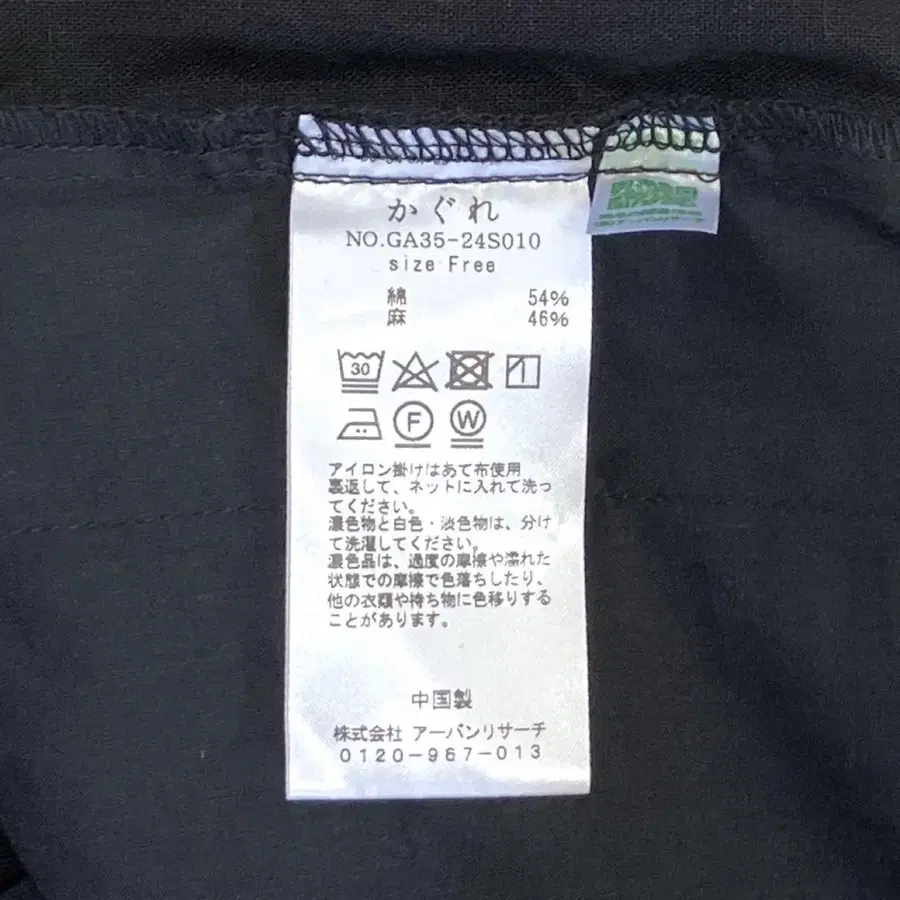 かぐれ
NO.GA35-24S010
size Free
綿 54%
麻 46%
30
F W
アイロン掛けはあて布使用
裏返して、ネットに入れて洗っ
てください。
濃色物と白色・淡色物は、分け
て洗濯してください。
濃色品は、過度の摩擦や濡れた
状態での摩擦で色落ちしたり、
他の衣類や持ち物に色移りする
ことがあります。
中国製
株式会社 アーバンリサーチ
0120-967-013